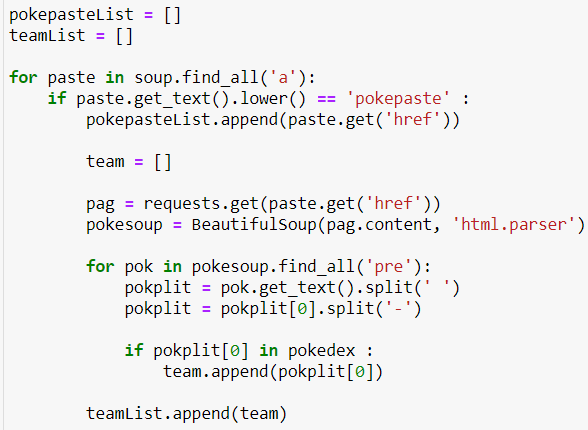 pokepasteList = []
teamList = []
for paste in soup.find_all('a'):
    if paste.get_text().lower() == 'pokepaste' :
        pokepasteList.append(paste.get('href'))
        team = []
        pag = requests.get(paste.get('href'))
        pokesoup = BeautifulSoup(pag.content, 'html.parser')
        for pok in pokesoup.find_all('pre'):
            pokplit = pok.get_text().split(' ')
            pokplit = pokplit[0].split('-')
            if pokplit[0] in pokedex :
                team.append(pokplit[0])
        teamList.append(team)